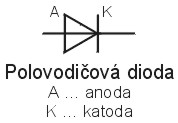 A K
Polovodičová dioda
A ... anoda
K ... katoda